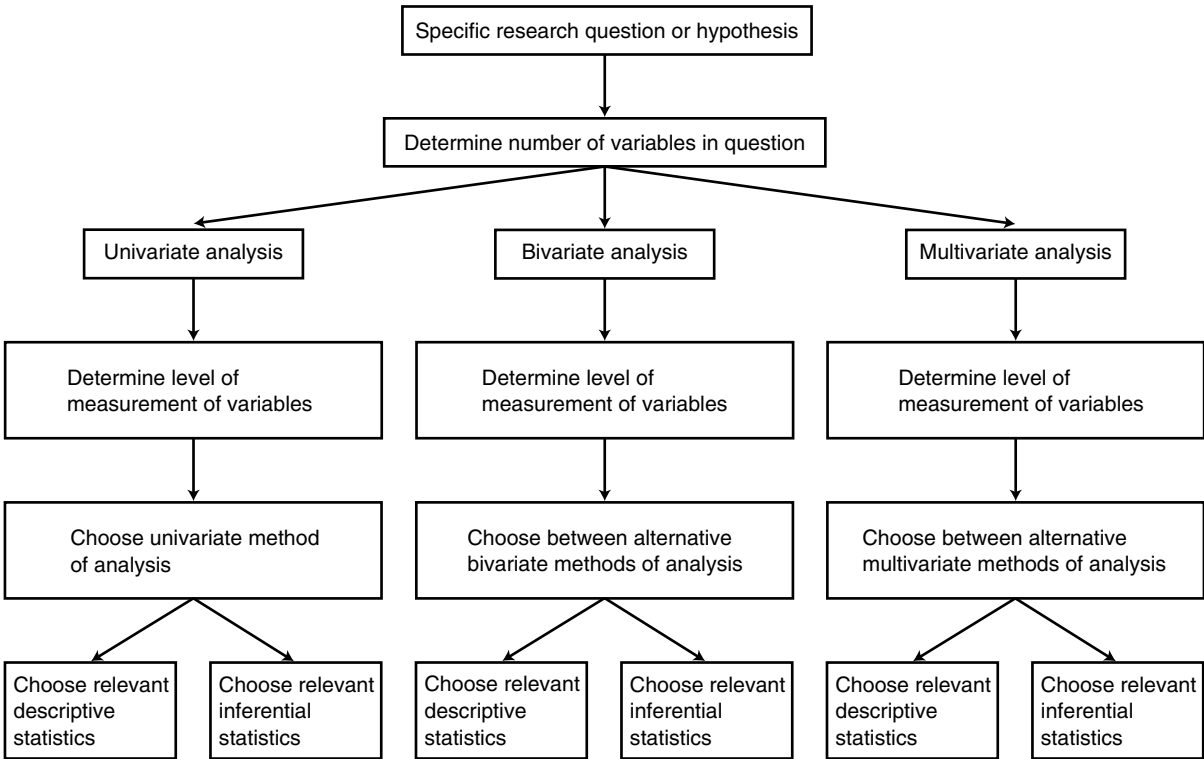 Specific research question or hypothesis
Determine number of variables in question
Univariate analysis
Bivariate analysis
Multivariate analysis
Determine level of
measurement of variables
Determine level of
measurement of variables
Determine level of
measurement of variables
Choose univariate method
of analysis
Choose between alternative
bivariate methods of analysis
Choose between alternative
multivariate methods of analysis
Choose relevant
descriptive
statistics
Choose relevant
inferential
statistics
Choose relevant
descriptive
statistics
Choose relevant
inferential
statistics
Choose relevant
descriptive
statistics
Choose relevant
inferential
statistics